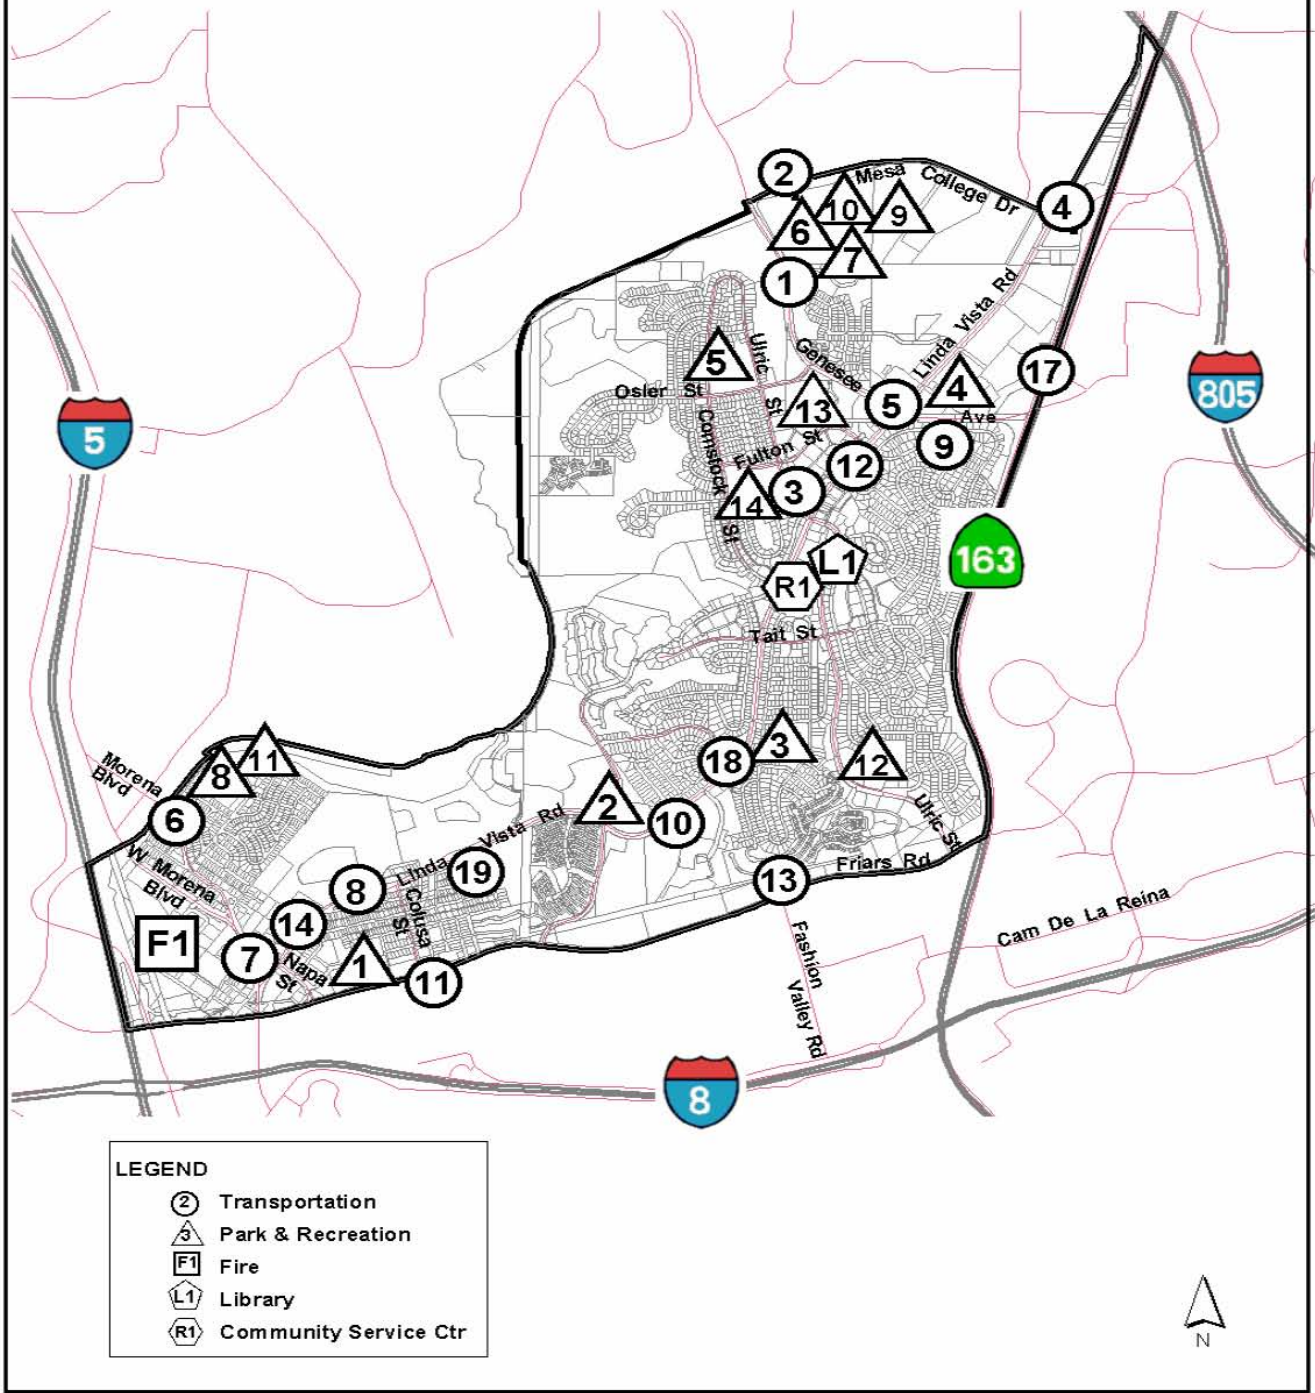 2
Mesa College Dr
4
10
9
6
7
1
Linda Vista Rd
Ulric St
Genesee Ave
5
17
4
805
Osler St
5
13
5
Comstock St
Fulton St
9
12
14
3
163
L1
R1
Tait St
11
8
Morena
Blvd
3
18
12
6
2
10
Ulric St
Linda Vista Rd
W Morena
Blvd
Friars Rd
19
8
13
Colusa
St
14
Cam De La Reina
F1
7
1
Napa
St
11
Fashion
Valley Rd
8
LEGEND
2 Transportation
3 Park & Recreation
F1 Fire
L1 Library
R1 Community Service Ctr
N